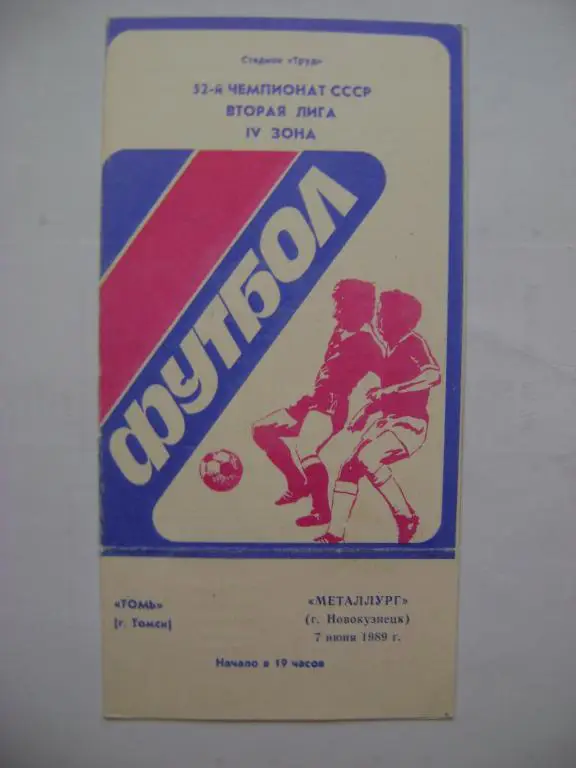 Стадион «Труд»
52-й ЧЕМПИОНАТ СССР
ВТОРАЯ ЛИГА
IV ЗОНА
ФУТБОЛ
«ТОМЬ»
(г. Томск)
«МЕТАЛЛУРГ»
(г. Новокузнецк)
7 июня 1989 г.
Начало в 19 часов